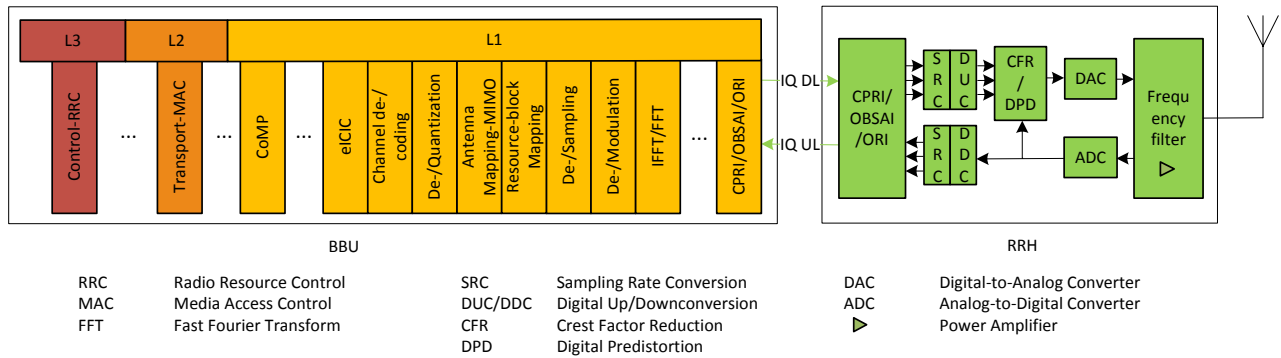 L3
L2
L1
Control-RRC
...
Transport-MAC
...
CoMP
...
eICIC
Channel de-/
coding
De-/Quantization
Antenna
Mapping-MIMO
Resource-block
Mapping
De-/Sampling
De-/Modulation
IFFT/FFT
...
CPRI/OBSAI/ORI
IQ DL
IQ UL
CPRI/
OBSAI
/ORI
SRC
DUC
CFR
/
DPD
DAC
SRC
DDC
ADC
Frequ
ency
filter
BBU
RRH
RRC Radio Resource Control
MAC Media Access Control
FFT Fast Fourier Transform
SRC Sampling Rate Conversion
DUC/DDC Digital Up/Downconversion
CFR Crest Factor Reduction
DPD Digital Predistortion
DAC Digital-to-Analog Converter
ADC Analog-to-Digital Converter
Power Amplifier